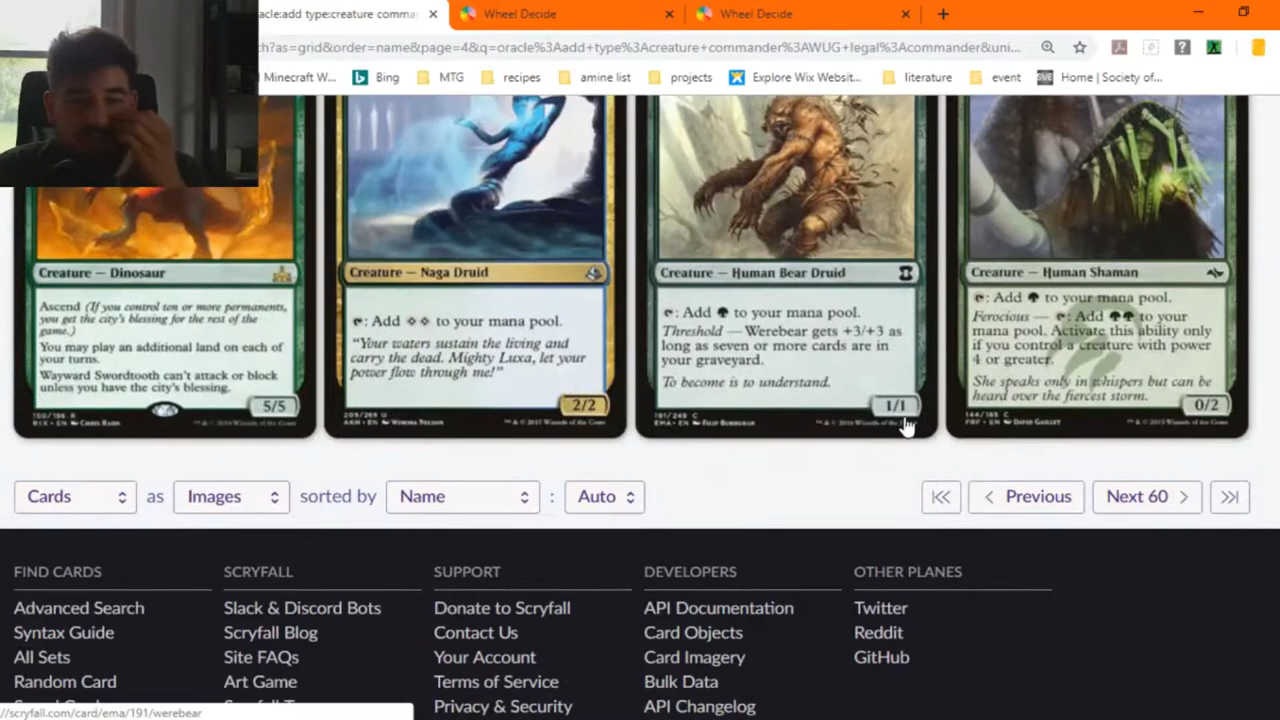 oracle:add type:creature comma
Wheel Decide
Wheel Decide
ch?as=grid&order=name&page=4&q=oracle%3Aadd+type%3Acreature+commander%3AWUG+legal%3Acommander&uni...
Minecraft W...
Bing
MTG
recipes
amine list
projects
Explore Wix Websit...
literature
event
Home | Society of...
Creature — Dinosaur
Ascend (If you control ten or more permanents,
you get the city's blessing for the rest of the
game.)
You may play an additional land on each of
your turns.
Wayward Swordtooth can't attack or block
unless you have the city's blessing.
5/5
Creature — Naga Druid
: Add to your mana pool.
"Your waters sustain the living and
carry the dead. Mighty Luxa, let your
power flow through me!"
2/2
Creature — Human Bear Druid
: Add to your mana pool.
Threshold — Werebear gets +3/+3 as
long as seven or more cards are in
your graveyard.
To become is to understand.
1/1
Creature — Human Shaman
: Add to your mana pool.
Ferocious — : Add to your
mana pool. Activate this ability only
if you control a creature with power
4 or greater.
She speaks only in whispers but can be
heard over the fiercest storm.
0/2
Cards as Images sorted by Name : Auto
Previous
Next 60
FIND CARDS
Advanced Search
Syntax Guide
All Sets
Random Card
SCRYFALL
Slack & Discord Bots
Scryfall Blog
Site FAQs
Art Game
SUPPORT
Donate to Scryfall
Contact Us
Your Account
Terms of Service
Privacy & Security
DEVELOPERS
API Documentation
Card Objects
Card Imagery
Bulk Data
API Changelog
OTHER PLANES
Twitter
Reddit
GitHub
//scryfall.com/card/ema/191/werebear